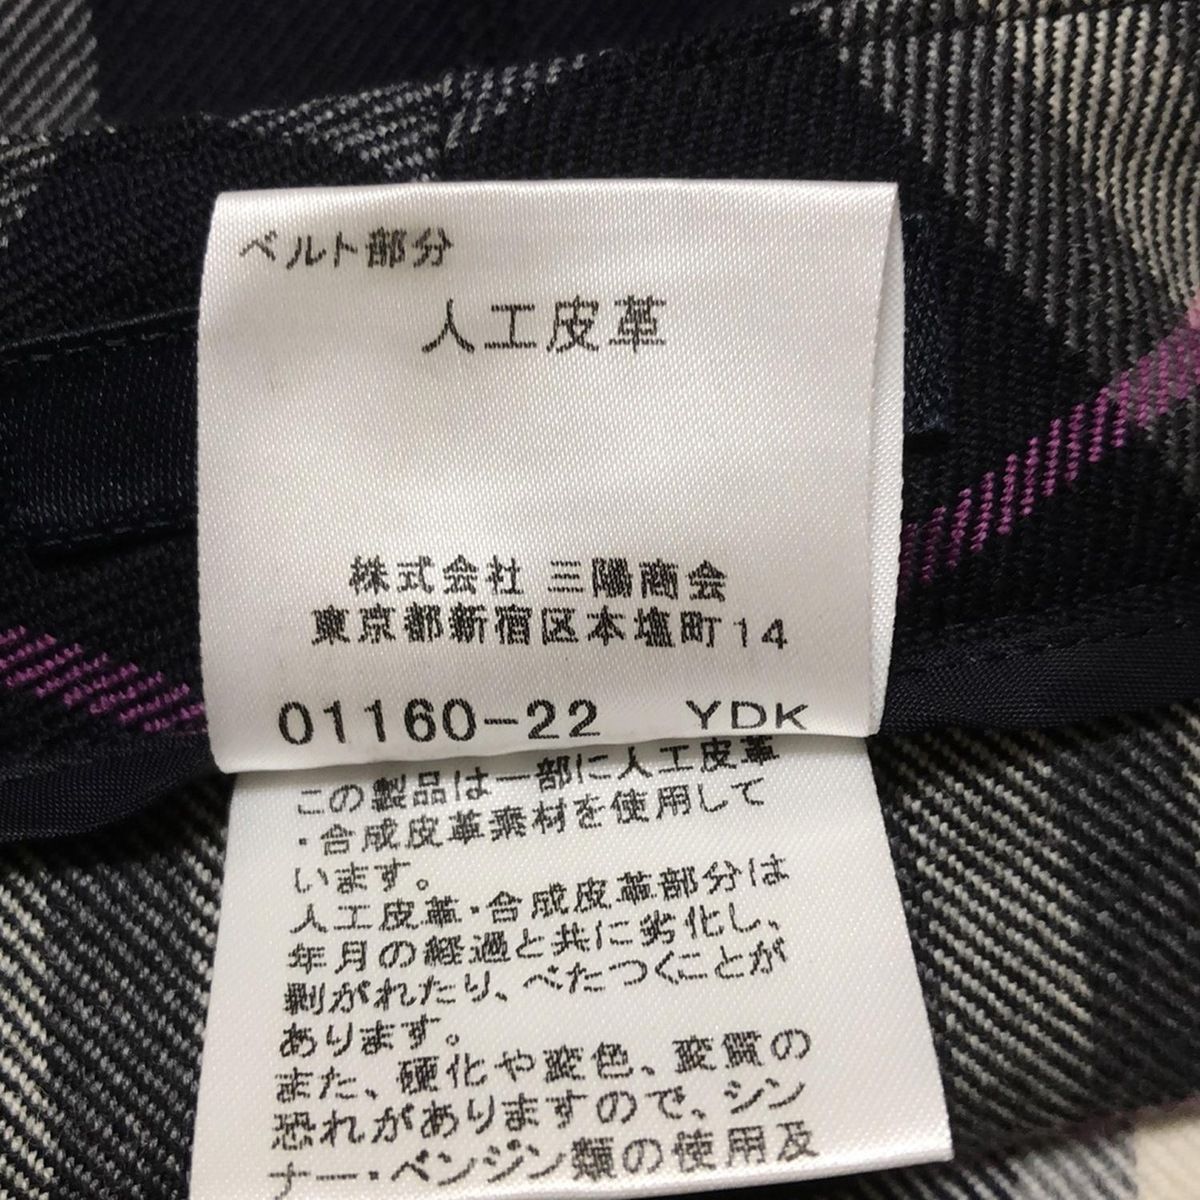 ベルト部分
人工皮革
株式会社 三陽商会
東京都新宿区本塩町14
01160-22 YDK
この製品は一部に人工皮革
・合成皮革素材を使用して
います。
人工皮革・合成皮革部分は
年月の経過と共に劣化し、
剥がれたり、べたつくことが
あります。
また、硬化や変色、変質の
恐れがありますので、シン
ナー・ベンジン類の使用及